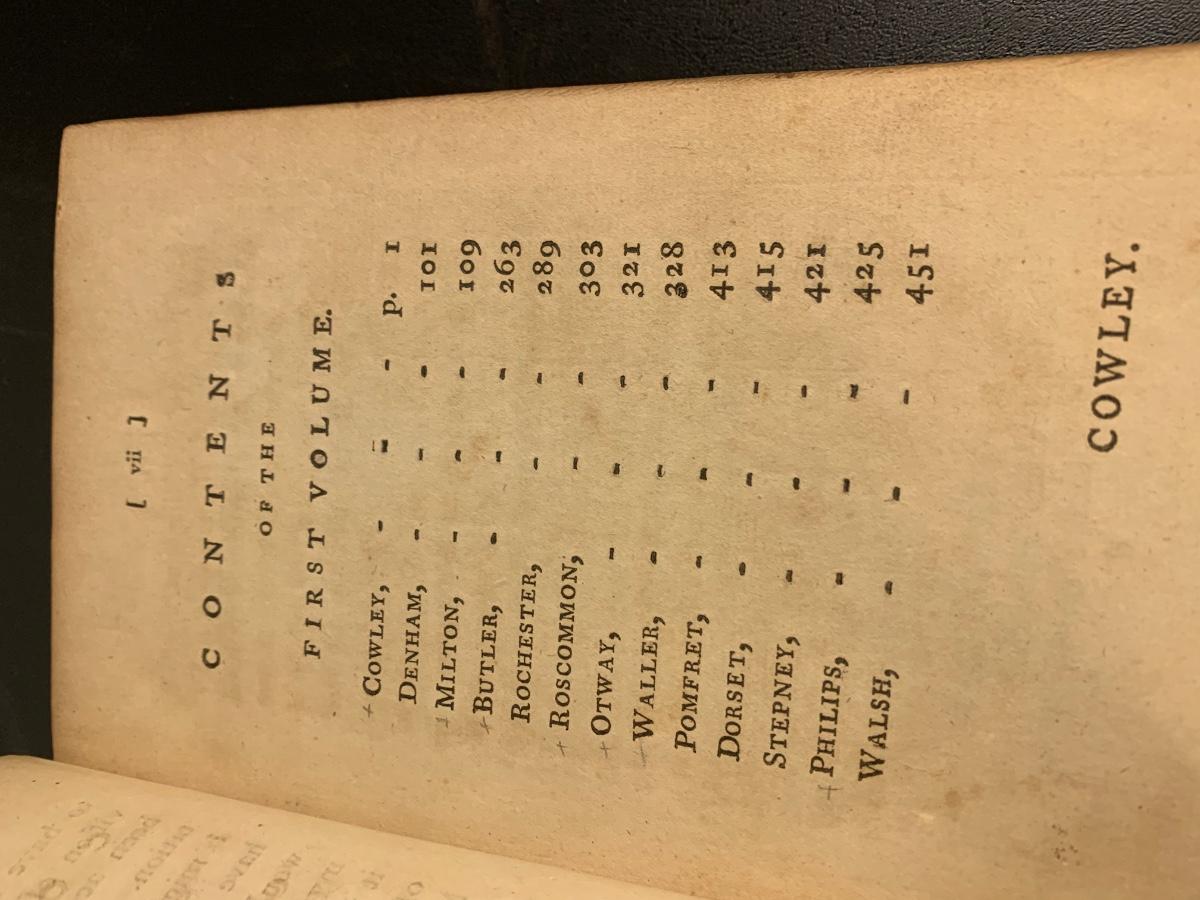 [ vii ]
CONTENTS
OF THE
FIRST VOLUME.
+ COWLEY, - - - p. 1
DENHAM, - - - 101
+ MILTON, - - - 109
+ BUTLER, - - - 263
ROCHESTER, - - 289
+ ROSCOMMON, - - 303
+ OTWAY, - - - 321
+ WALLER, - - - 328
POMFRET, - - - 413
DORSET, - - - 415
STEPNEY, - - - 421
+ PHILIPS, - - - 425
WALSH, - - - 451
COWLEY.